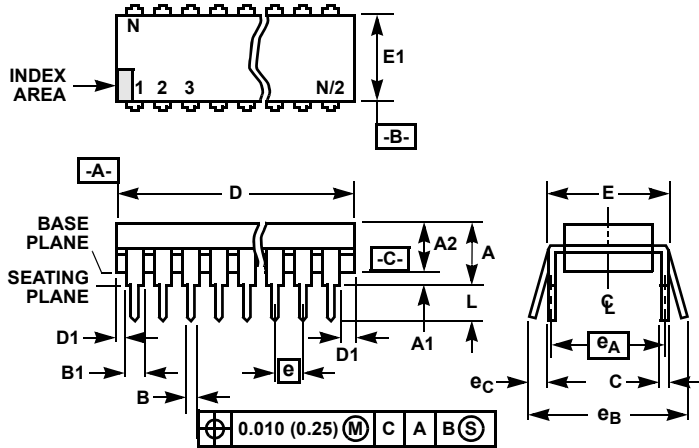 N
INDEX
AREA
1 2 3 N/2
E1
-B-
-A-
D
E
BASE
PLANE
-C-
A2
A
SEATING
PLANE
L
D1
B1
B
e
D1
A1
0.010 (0.25) Ⓜ C A B Ⓢ
℄
eA
eC
C
eB